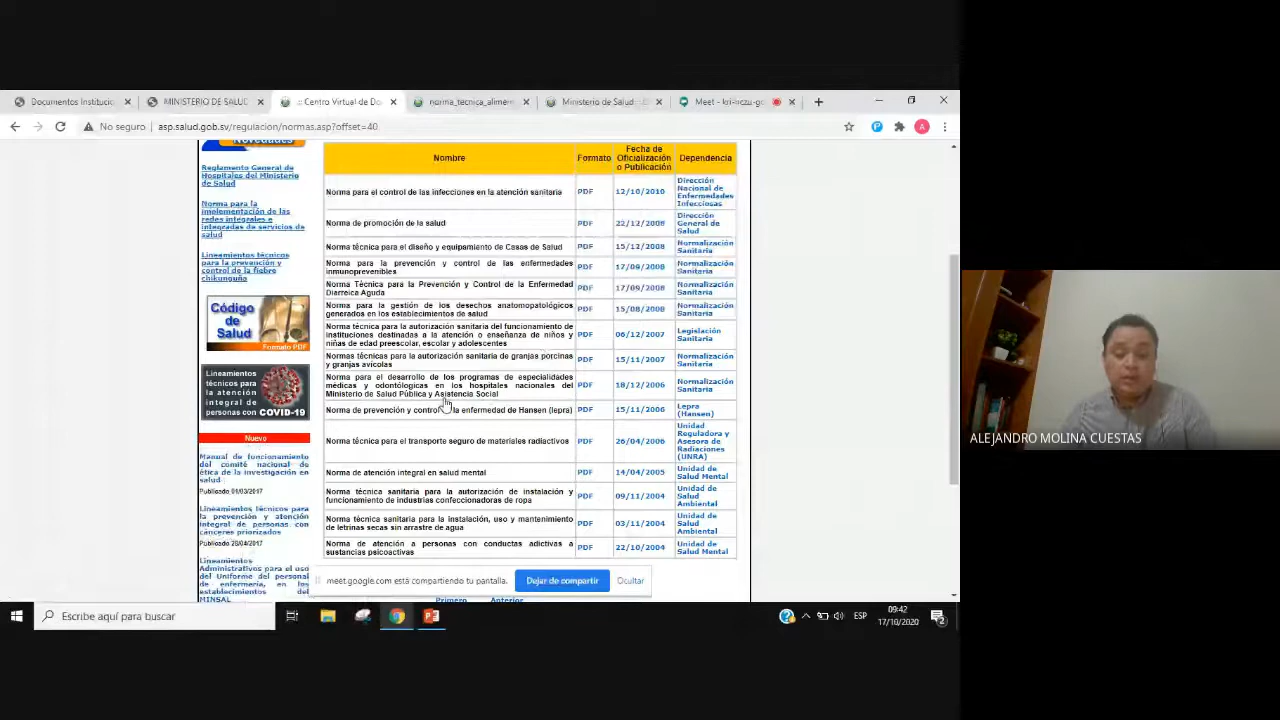 Documentos Institucio
MINISTERIO DE SALUD
:: Centro Virtual de Do
norma_tecnica_alimen
Ministerio de Salud
Meet - kri-nczu-go
No seguro
asp.salud.gob.sv/regulacion/normas.asp?offset=40
Novedades
Reglamento General de
Hospitales del Ministerio
de Salud
Norma para la
implementación de las
redes integrales e
integradas de servicios de
salud
Lineamientos técnicos
para la prevención y
control de la fiebre
chikunguña
Código
de
Salud
Formato PDF
Lineamientos
técnicos para
la atención
integral de
personas con COVID-19
Nuevo
Manual de funcionamiento
del comité nacional de
ética de la investigación en
salud
Publicado 01/03/2017
Lineamientos técnicos para
la prevención y atención
integral de personas con
cánceres priorizados
Publicado 25/04/2017
Lineamientos
Administrativos para el uso
del Uniforme del personal
de enfermería, en los
establecimientos del
MINSAL
Nombre
Formato
Fecha de
Oficialización
o Publicación
Dependencia
Norma para el control de las infecciones en la atención sanitaria
PDF
12/10/2010
Dirección
Nacional de
Enfermedades
Infecciosas
Norma de promoción de la salud
PDF
22/12/2008
Dirección
General de
Salud
Norma técnica para el diseño y equipamiento de Casas de Salud
PDF
15/12/2008
Normalización
Sanitaria
Norma para la prevención y control de las enfermedades
inmunoprevenibles
PDF
17/09/2008
Normalización
Sanitaria
Norma Técnica para la Prevención y Control de la Enfermedad
Diarreica Aguda
PDF
17/09/2008
Normalización
Sanitaria
Norma para la gestión de los desechos anatomopatológicos
generados en los establecimientos de salud
PDF
15/08/2008
Normalización
Sanitaria
Norma técnica para la autorización sanitaria del funcionamiento de
instituciones destinadas a la atención o enseñanza de niños y
niñas de edad preescolar, escolar y adolescentes
PDF
06/12/2007
Legislación
Sanitaria
Normas técnicas para la autorización sanitaria de granjas porcinas
y granjas avícolas
PDF
15/11/2007
Normalización
Sanitaria
Norma para el desarrollo de los programas de especialidades
médicas y odontológicas en los hospitales nacionales del
Ministerio de Salud Pública y Asistencia Social
PDF
18/12/2006
Normalización
Sanitaria
Norma de prevención y control la enfermedad de Hansen (lepra)
PDF
15/11/2006
Lepra
(Hansen)
Norma técnica para el transporte seguro de materiales radiactivos
PDF
26/04/2006
Unidad
Reguladora y
Asesora de
Radiaciones
(UNRA)
Norma de atención integral en salud mental
PDF
14/04/2005
Unidad de
Salud Mental
Norma técnica sanitaria para la autorización de instalación y
funcionamiento de industrias confeccionadoras de ropa
PDF
09/11/2004
Unidad de
Salud
Ambiental
Norma técnica sanitaria para la instalación, uso y mantenimiento
de letrinas secas sin arrastre de agua
PDF
03/11/2004
Unidad de
Salud
Ambiental
Norma de atención a personas con conductas adictivas a
sustancias psicoactivas
PDF
22/10/2004
Unidad de
Salud Mental
meet.google.com está compartiendo tu pantalla.
Dejar de compartir
Ocultar
Primero Anterior
Escribe aquí para buscar
ESP
09:42
17/10/2020
2
ALEJANDRO MOLINA CUESTAS